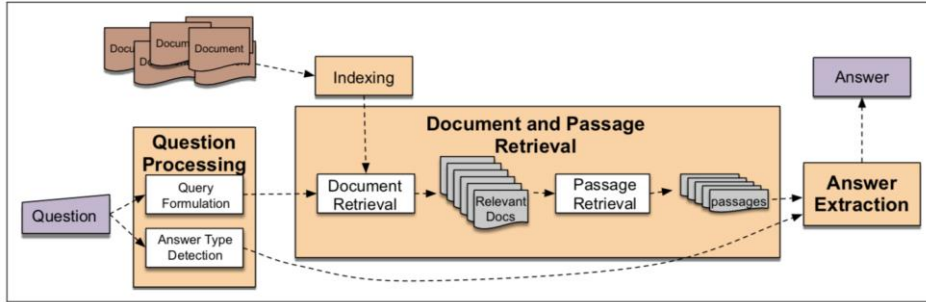 Document
Document
Document
Indexing
Answer
Question
Processing
Document and Passage
Retrieval
Query
Formulation
Document
Retrieval
Relevant
Docs
Passage
Retrieval
passages
Answer
Extraction
Question
Answer Type
Detection